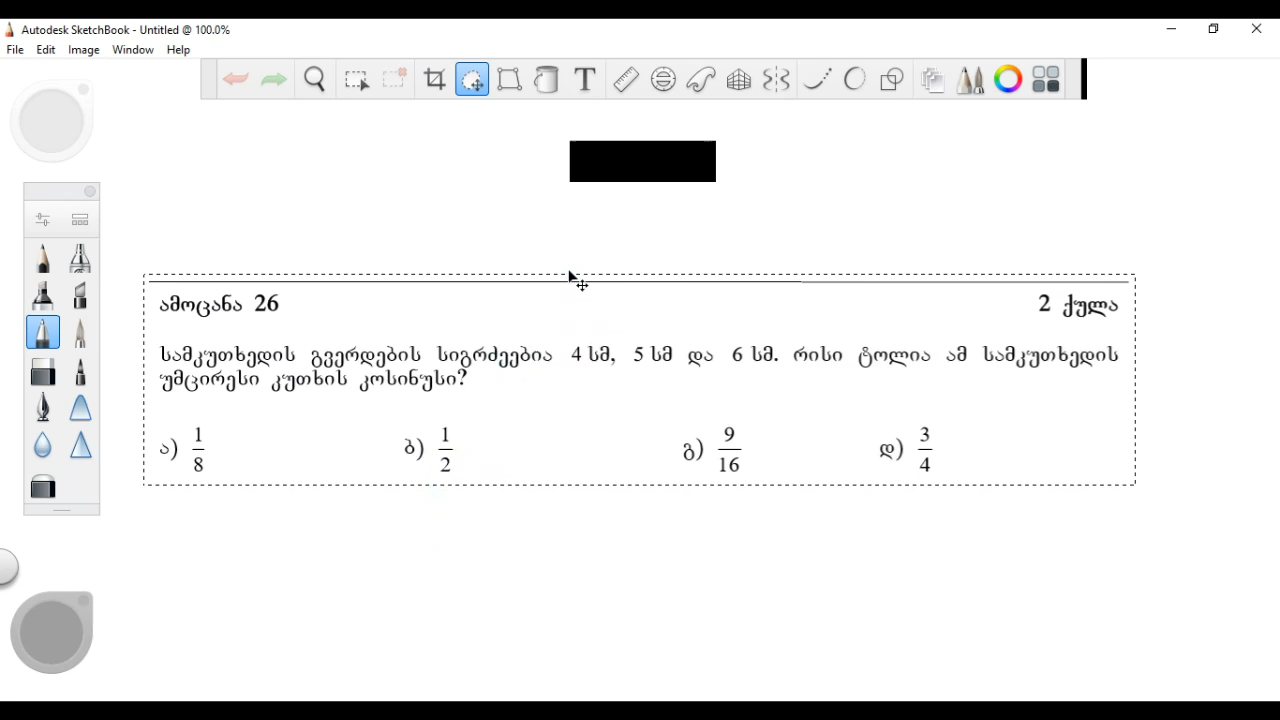 Autodesk SketchBook - Untitled @ 100.0%
File Edit Image Window Help
T
ამოცანა 26 2 ქულა
სამკუთხედის გვერდების სიგრძეებია 4 სმ, 5 სმ და 6 სმ. რისი ტოლია ამ სამკუთხედის
უმცირესი კუთხის კოსინუსი?
ა) 1/8 ბ) 1/2 გ) 9/16 დ) 3/4